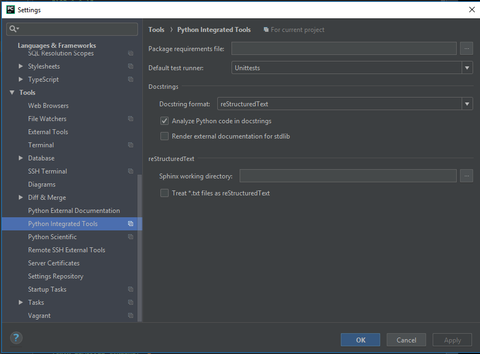 Settings
Languages & Frameworks
SQL Resolution Scopes
Stylesheets
TypeScript
Tools
Web Browsers
File Watchers
External Tools
Terminal
Database
SSH Terminal
Diagrams
Diff & Merge
Python External Documentation
Python Integrated Tools
Python Scientific
Remote SSH External Tools
Server Certificates
Settings Repository
Startup Tasks
Tasks
Vagrant
Tools › Python Integrated Tools For current project
Package requirements file:
Default test runner: Unittests
Docstrings
Docstring format: reStructuredText
Analyze Python code in docstrings
Render external documentation for stdlib
reStructuredText
Sphinx working directory:
Treat *.txt files as reStructuredText
? OK Cancel Apply